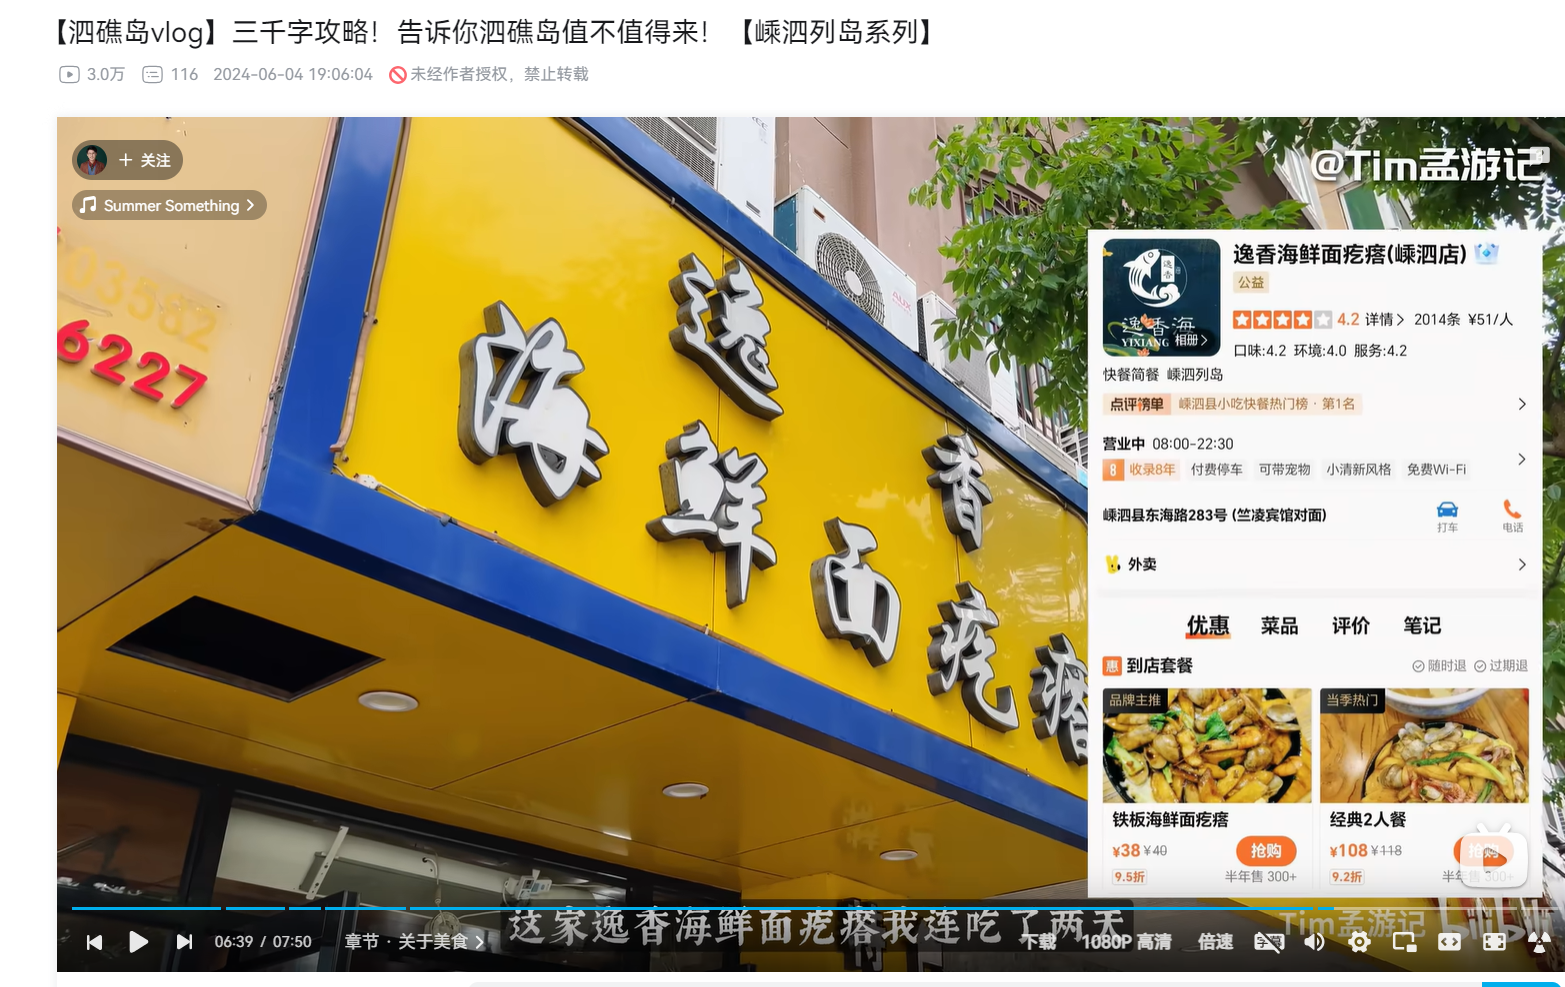 【泗礁岛vlog】三千字攻略！告诉你泗礁岛值不值得来！【嵊泗列岛系列】
3.0万 116 2024-06-04 19:06:04 未经作者授权，禁止转载
+ 关注
Summer Something
@Tim孟游记
6227
逸香
海鲜面疙瘩
逸香海鲜面疙瘩(嵊泗店)
公益
逸香海
YIXIANG
相册
4.2 详情 2014条 ¥51/人
口味:4.2 环境:4.0 服务:4.2
快餐简餐 嵊泗列岛
点评榜单 嵊泗县小吃快餐热门榜 · 第1名
营业中 08:00-22:30
8 收录8年 付费停车 可带宠物 小清新风格 免费Wi-Fi
嵊泗县东海路283号 (竺凌宾馆对面)
打车 电话
外卖
优惠 菜品 评价 笔记
惠 到店套餐 随时退 过期退
品牌主推 当季热门
铁板海鲜面疙瘩 经典2人餐
¥38 ¥40 抢购 ¥108 ¥118 抢购
9.5折 半年售 300+ 9.2折 半年售 300+
这家逸香海鲜面疙瘩我连吃了两天
Tim孟游记
06:39 / 07:50 章节 · 关于美食 下载 1080P 高清 倍速